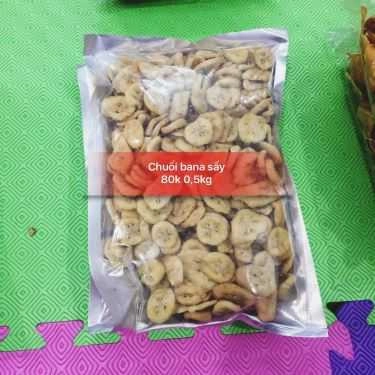 Chuối bana sấy
80k 0,5kg